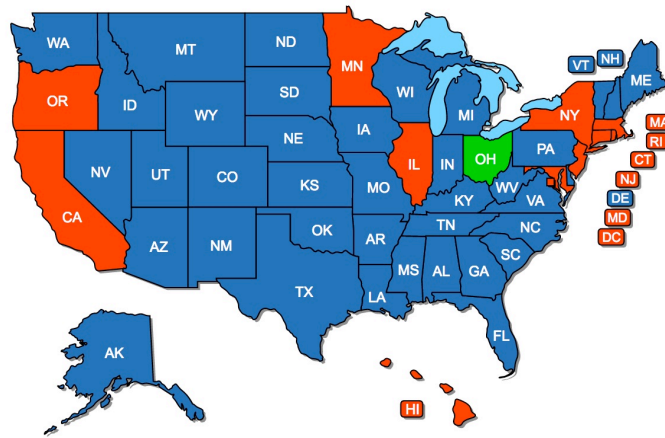 WA
MT
ND
MN
VT
NH
ME
OR
ID
WY
SD
WI
MI
NY
MA
RI
CT
NJ
DE
MD
DC
NV
UT
CO
NE
IA
IL
IN
OH
PA
KS
MO
KY
WV
VA
CA
AZ
NM
OK
AR
TN
NC
SC
TX
LA
MS
AL
GA
FL
AK
HI